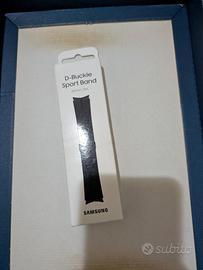 D-Buckle
Sport Band
SAMSUNG
subito